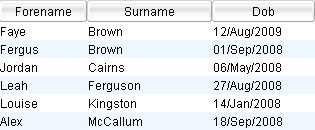 Forename Surname Dob
Faye Brown 12/Aug/2009
Fergus Brown 01/Sep/2008
Jordan Cairns 06/May/2008
Leah Ferguson 27/Aug/2008
Louise Kingston 14/Jan/2008
Alex McCallum 18/Sep/2008